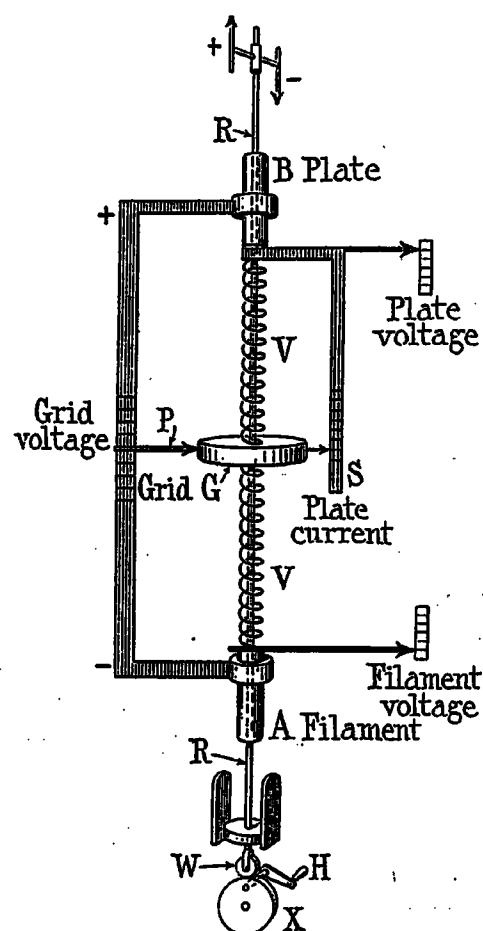 +
-
R
B Plate
+
Plate
voltage
V
Grid
voltage
P
Grid G
S
Plate
current
V
-
Filament
voltage
A Filament
R
W
H
X